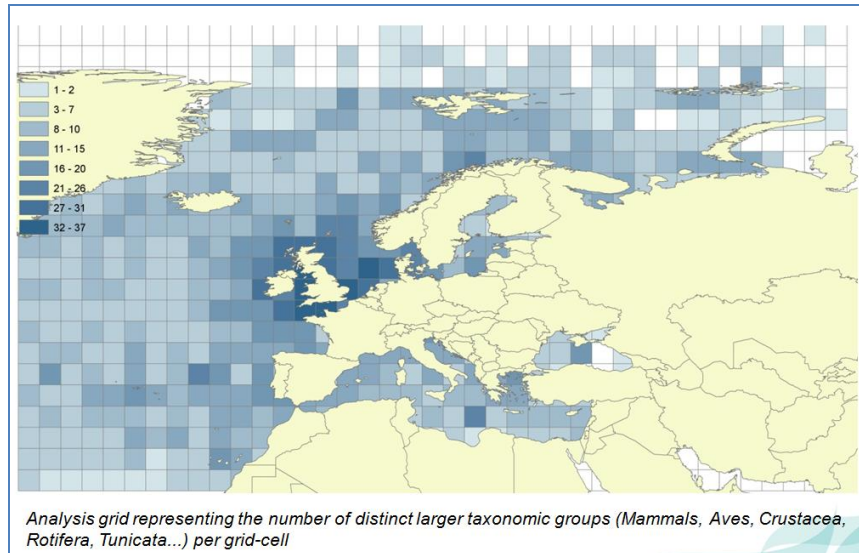 1 - 2
3 - 7
8 - 10
11 - 15
16 - 20
21 - 26
27 - 31
32 - 37
Analysis grid representing the number of distinct larger taxonomic groups (Mammals, Aves, Crustacea,
Rotifera, Tunicata...) per grid-cell